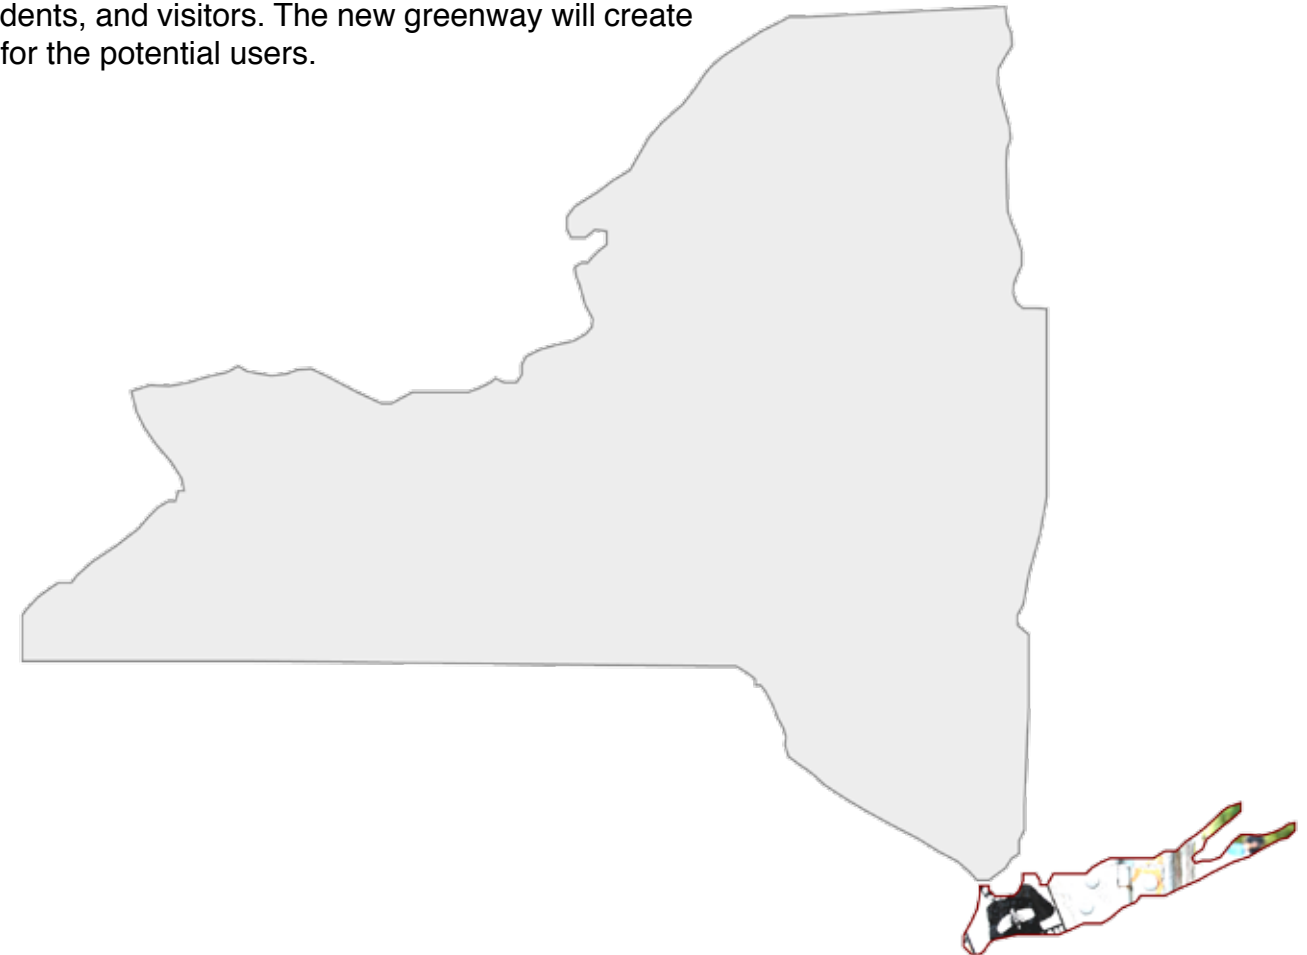 dents, and visitors. The new greenway will create
for the potential users.